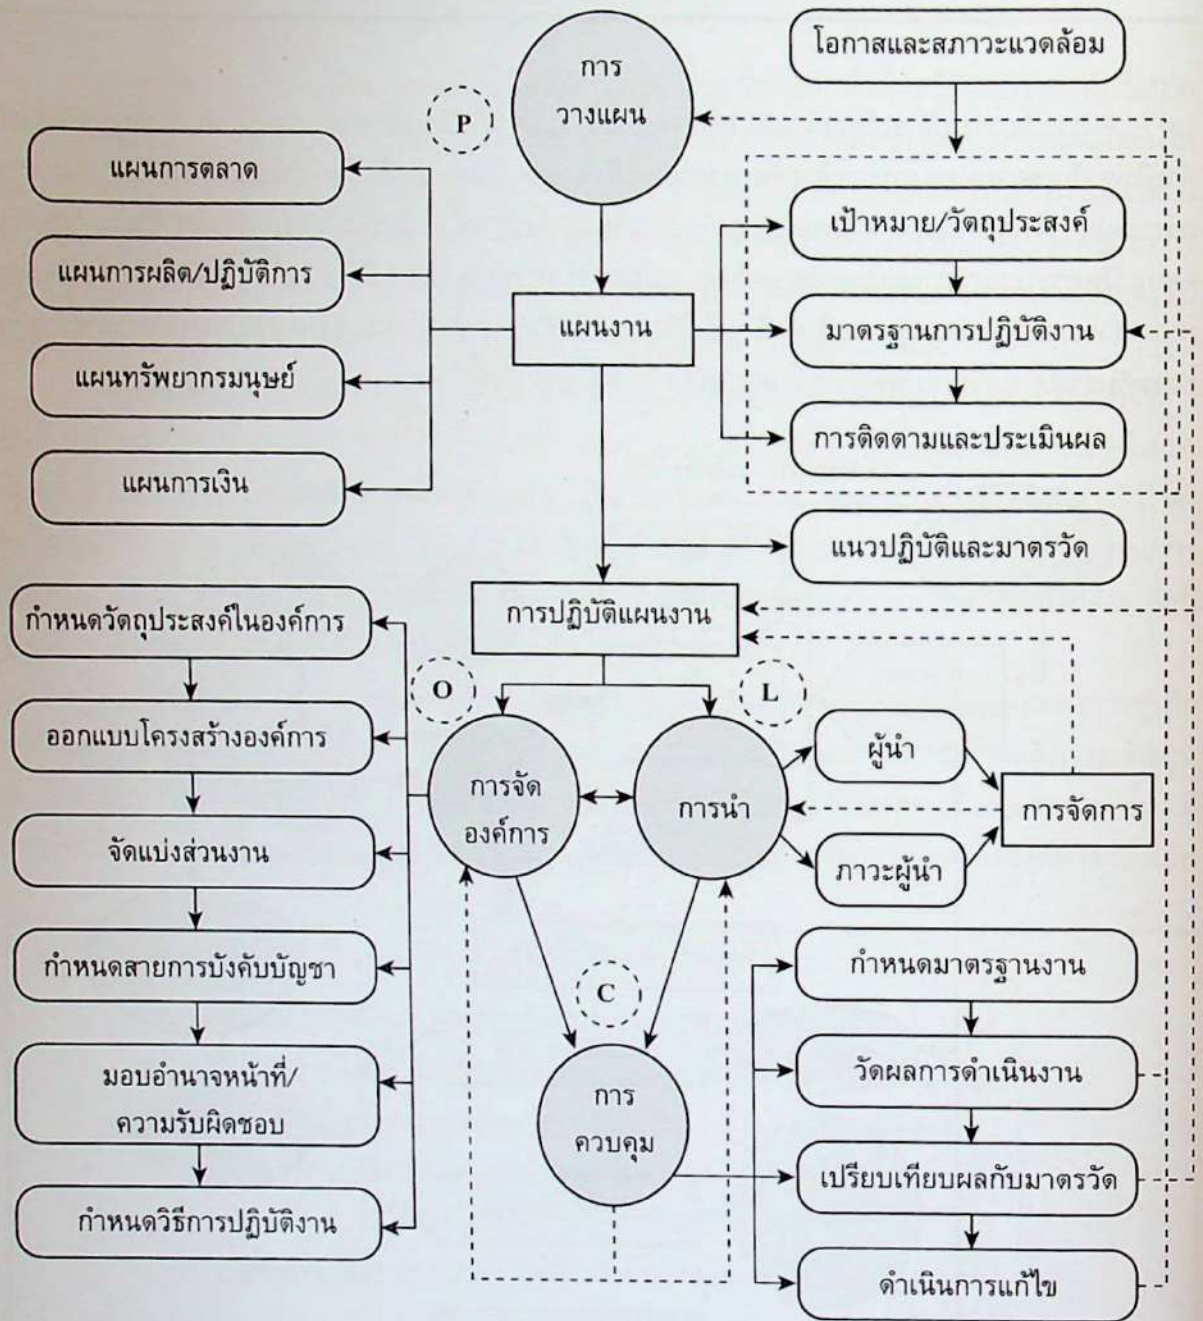 การ
วางแผน
P
โอกาสและสภาวะแวดล้อม
แผนการตลาด
แผนการผลิต/ปฏิบัติการ
แผนทรัพยากรมนุษย์
แผนการเงิน
แผนงาน
เป้าหมาย/วัตถุประสงค์
มาตรฐานการปฏิบัติงาน
การติดตามและประเมินผล
แนวปฏิบัติและมาตรวัด
การปฏิบัติแผนงาน
O
L
กำหนดวัตถุประสงค์ในองค์การ
ออกแบบโครงสร้างองค์การ
จัดแบ่งส่วนงาน
กำหนดสายการบังคับบัญชา
มอบอำนาจหน้าที่/
ความรับผิดชอบ
กำหนดวิธีการปฏิบัติงาน
การจัด
องค์การ
การนำ
ผู้นำ
ภาวะผู้นำ
การจัดการ
C
การ
ควบคุม
กำหนดมาตรฐานงาน
วัดผลการดำเนินงาน
เปรียบเทียบผลกับมาตรวัด
ดำเนินการแก้ไข